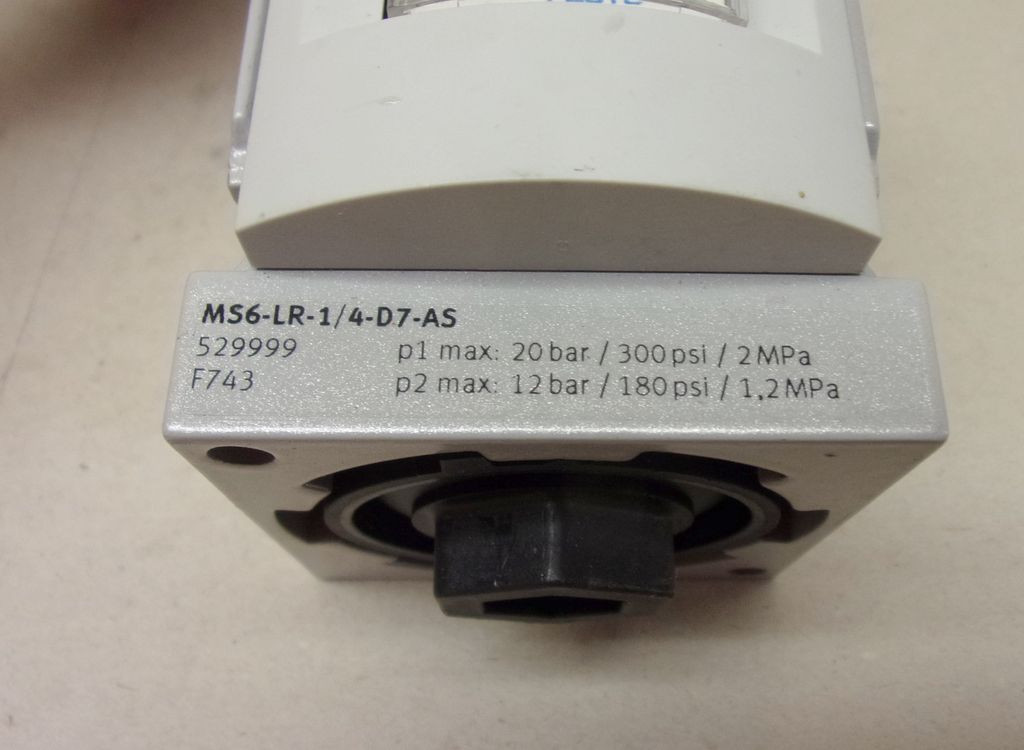 MS6-LR-1/4-D7-AS
529999
F743
p1 max: 20 bar / 300 psi / 2 MPa
p2 max: 12 bar / 180 psi / 1,2 MPa